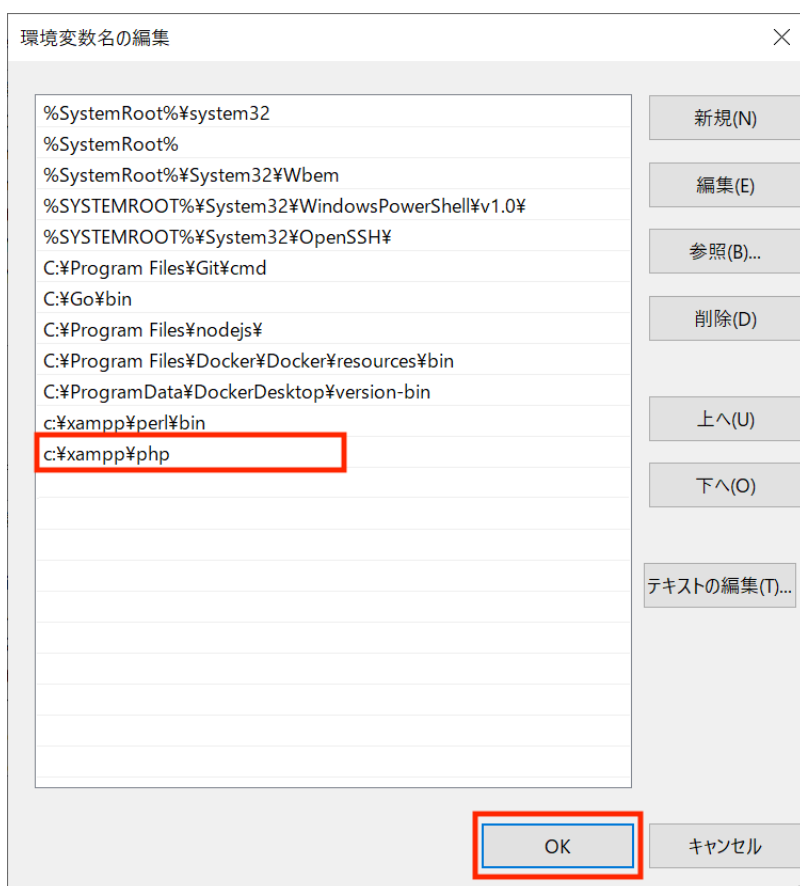 環境変数名の編集
%SystemRoot%¥system32
%SystemRoot%
%SystemRoot%¥System32¥Wbem
%SYSTEMROOT%¥System32¥WindowsPowerShell¥v1.0¥
%SYSTEMROOT%¥System32¥OpenSSH¥
C:¥Program Files¥Git¥cmd
C:¥Go¥bin
C:¥Program Files¥nodejs¥
C:¥Program Files¥Docker¥Docker¥resources¥bin
C:¥ProgramData¥DockerDesktop¥version-bin
c:¥xampp¥perl¥bin
c:¥xampp¥php
新規(N)
編集(E)
参照(B)...
削除(D)
上へ(U)
下へ(O)
テキストの編集(T)...
OK
キャンセル